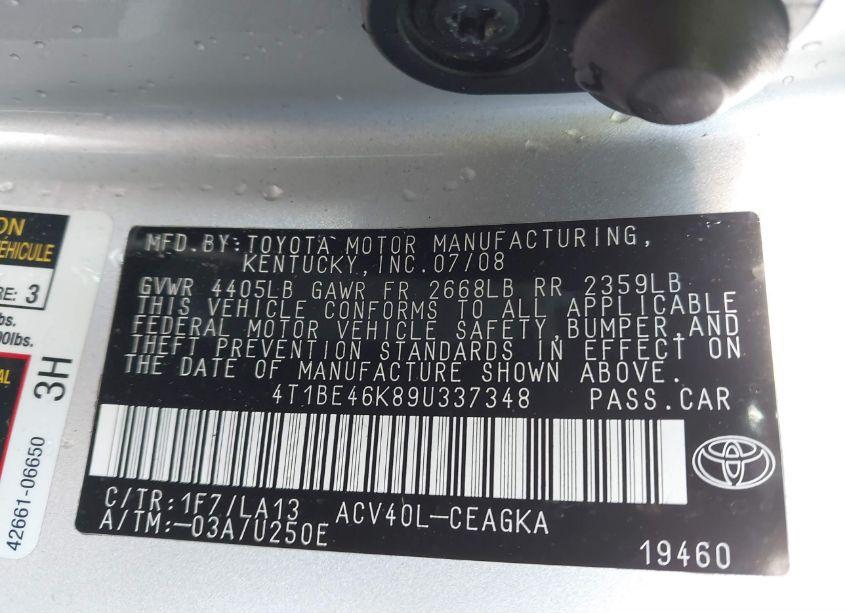 ON
ÉHICULE
RE: 3
bs.
00lbs.
AL
3H
42661-06650
MFD.BY:TOYOTA MOTOR MANUFACTURING,
KENTUCKY,INC.07/08
GVWR 4405LB GAWR FR 2668LB RR 2359LB
THIS VEHICLE CONFORMS TO ALL APPLICABLE
FEDERAL MOTOR VEHICLE SAFETY,BUMPER,AND
THEFT PREVENTION STANDARDS IN EFFECT ON
THE DATE OF MANUFACTURE SHOWN ABOVE.
4T1BE46K89U337348 PASS.CAR
C/TR:1F7/LA13 ACV40L-CEAGKA
A/TM:-03A/U250E
19460